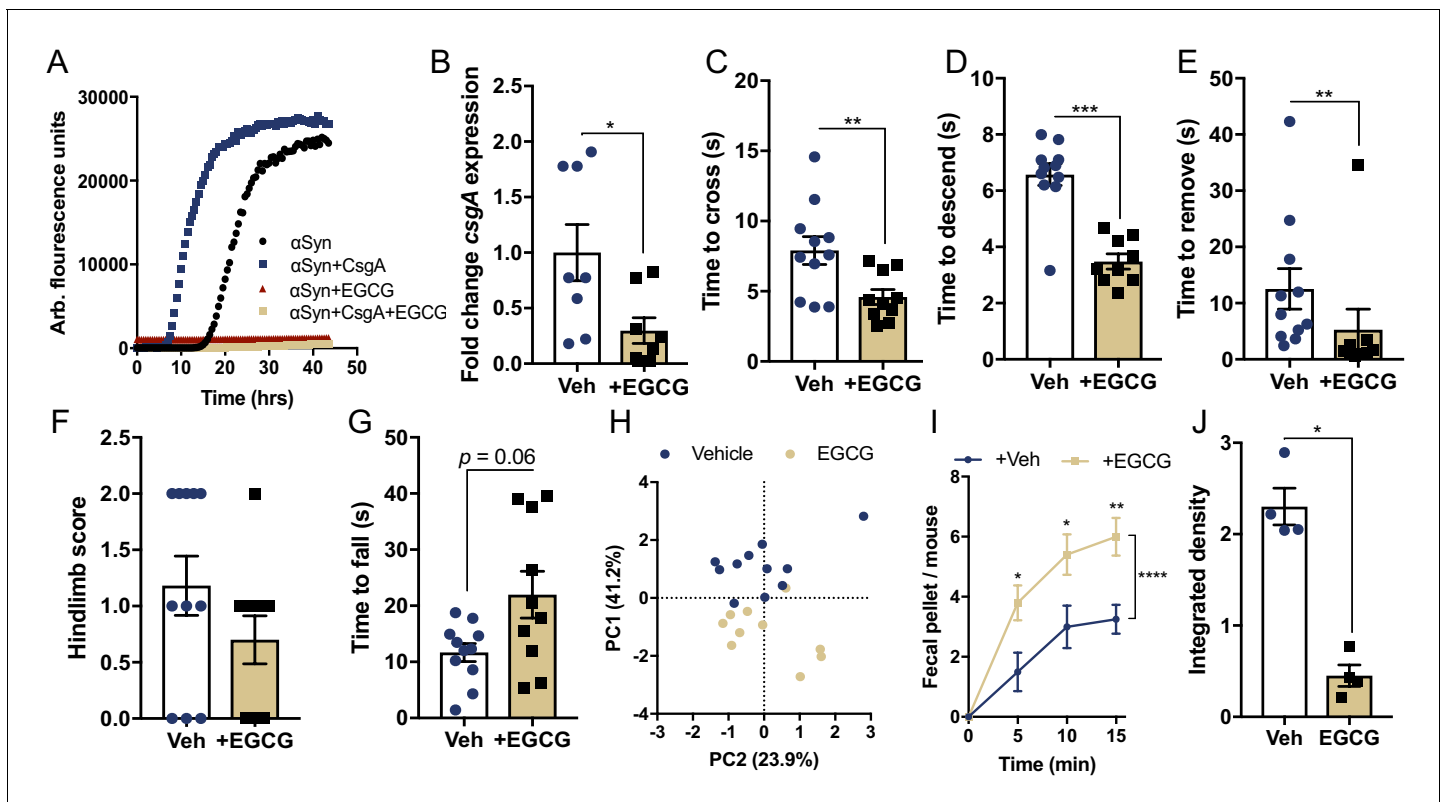 A
Arb. flourescence units
30000
20000
10000
0
0 10 20 30 40 50
Time (hrs)
αSyn
αSyn+CsgA
αSyn+EGCG
αSyn+CsgA+EGCG
B
Fold change csgA expression
2.5
2.0
1.5
1.0
0.5
0.0
*
Veh +EGCG
C
Time to cross (s)
20
15
10
5
0
**
Veh +EGCG
D
Time to descend (s)
10
8
6
4
2
0
***
Veh +EGCG
E
Time to remove (s)
50
40
30
20
10
0
**
Veh +EGCG
F
Hindlimb score
2.5
2.0
1.5
1.0
0.5
0.0
Veh +EGCG
G
Time to fall (s)
50
40
30
20
10
0
p = 0.06
Veh +EGCG
H
Vehicle EGCG
PC1 (41.2%)
4
2
0
-2
-4
-3 -2 -1 0 1 2 3
PC2 (23.9%)
I
+Veh +EGCG
Fecal pellet / mouse
8
6
4
2
0
* * **
****
0 5 10 15
Time (min)
J
Integrated density
3
2
1
0
*
Veh EGCG